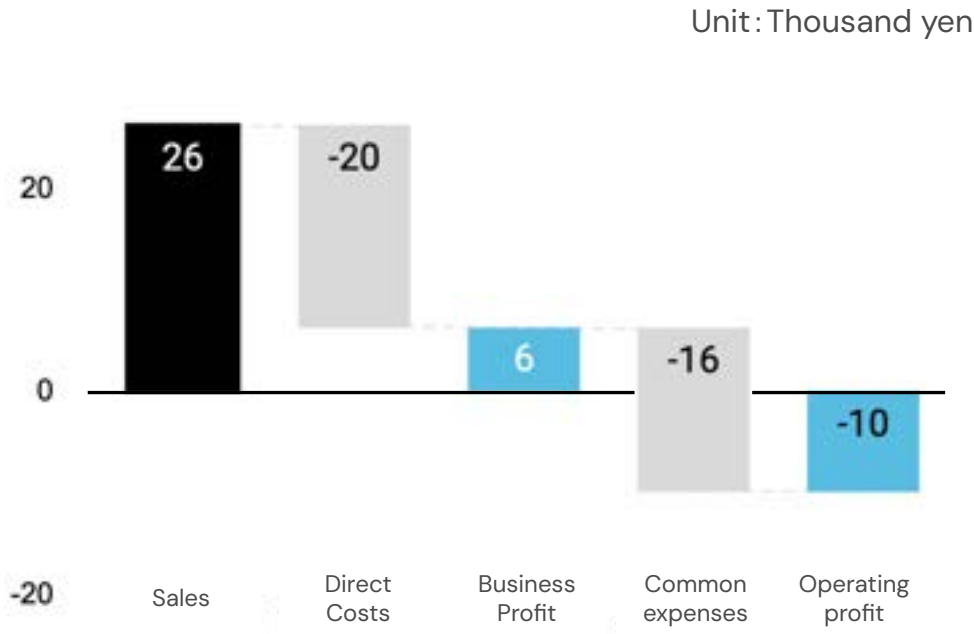 Unit: Thousand yen
26
-20
20
6
-16
0
-10
-20
Sales
Direct
Costs
Business
Profit
Common
expenses
Operating
profit